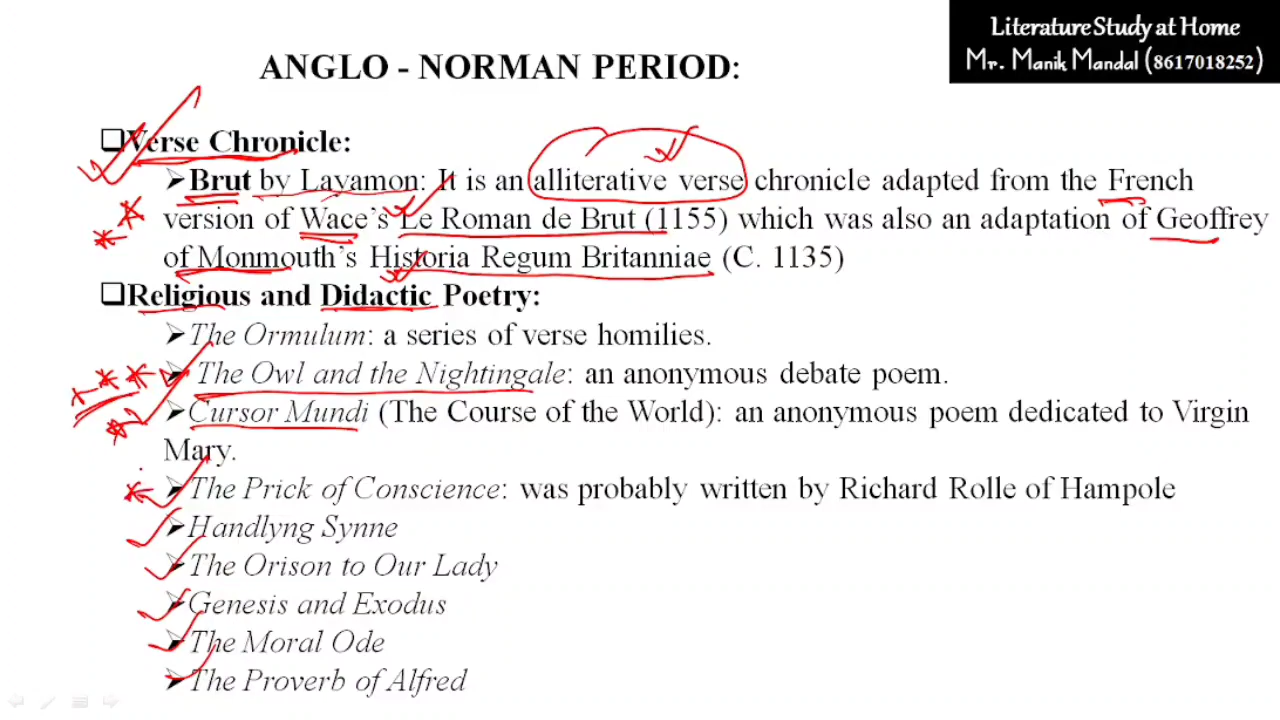 Literature Study at Home
Mr. Manik Mandal (8617018252)
ANGLO - NORMAN PERIOD:
Verse Chronicle:
Brut by Layamon: It is an alliterative verse chronicle adapted from the French
version of Wace's Le Roman de Brut (1155) which was also an adaptation of Geoffrey
of Monmouth's Historia Regum Britanniae (C. 1135)
Religious and Didactic Poetry:
The Ormulum: a series of verse homilies.
The Owl and the Nightingale: an anonymous debate poem.
Cursor Mundi (The Course of the World): an anonymous poem dedicated to Virgin
Mary.
The Prick of Conscience: was probably written by Richard Rolle of Hampole
Handlyng Synne
The Orison to Our Lady
Genesis and Exodus
The Moral Ode
The Proverb of Alfred